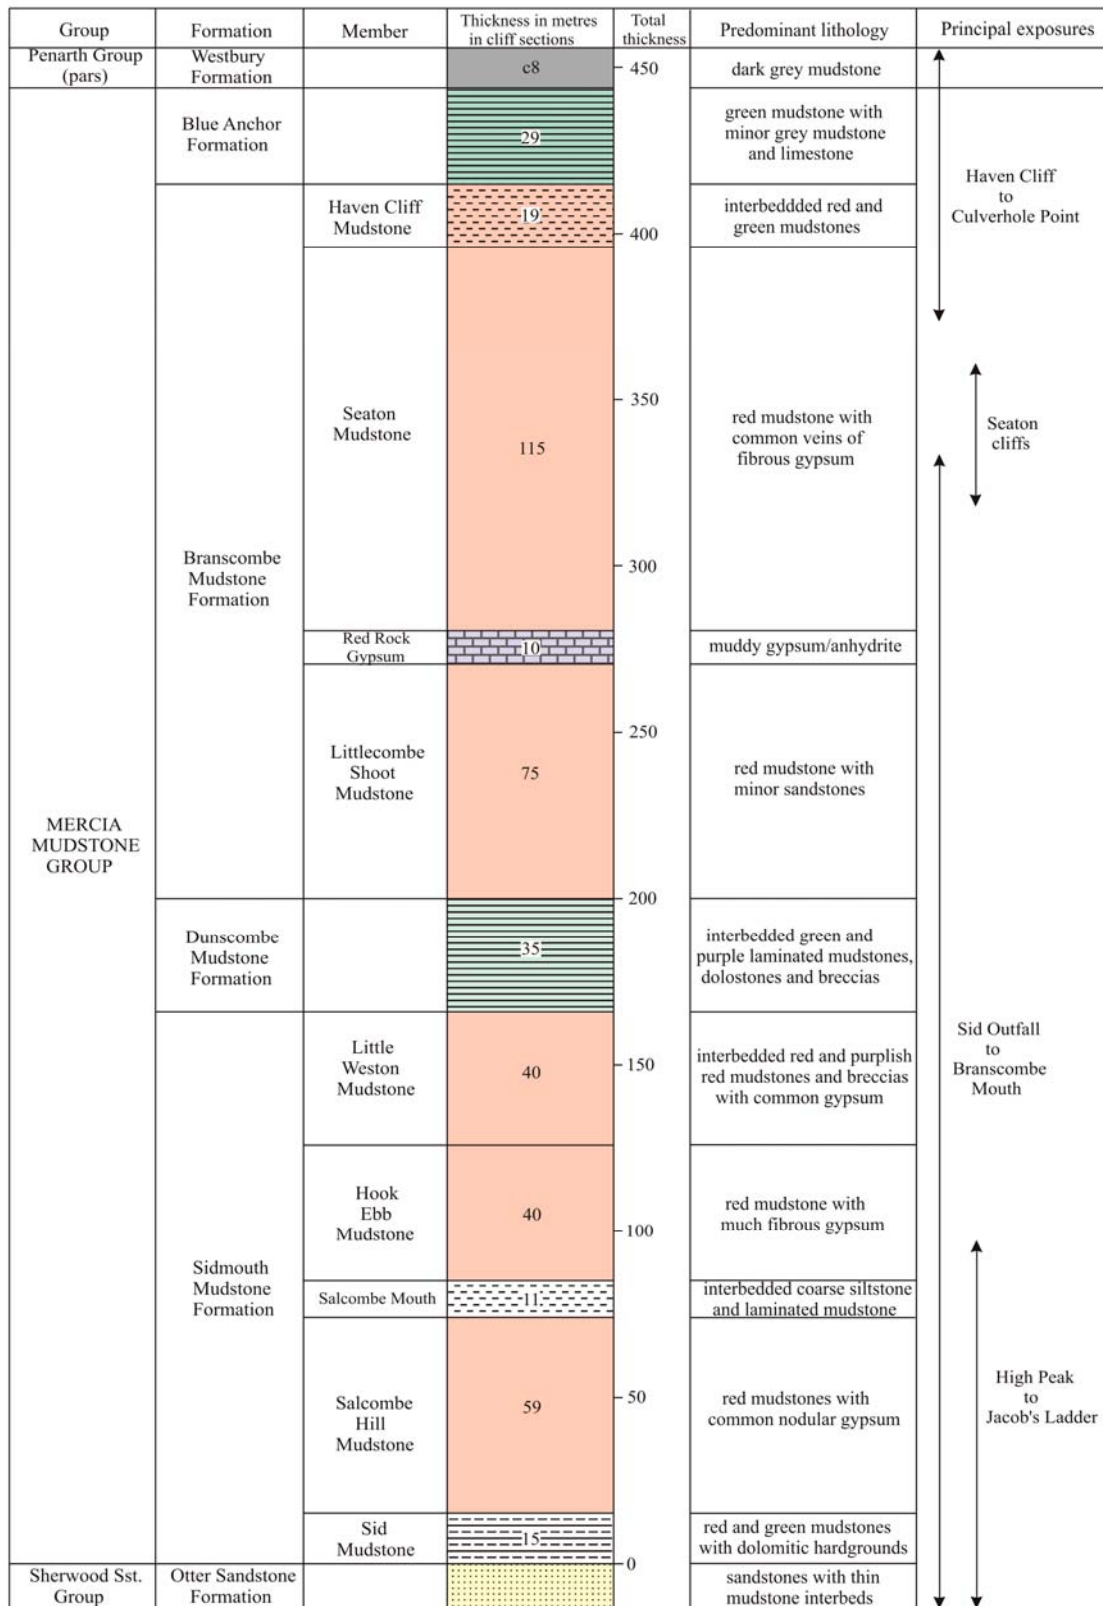 Group
Formation
Member
Thickness in metres
in cliff sections
Total
thickness
Predominant lithology
Principal exposures
Penarth Group
(pars)
Westbury
Formation
c8
450
dark grey mudstone
Blue Anchor
Formation
29
green mudstone with
minor grey mudstone
and limestone
Haven Cliff
to
Culverhole Point
Haven Cliff
Mudstone
19
400
interbeddded red and
green mudstones
Seaton
Mudstone
115
350
300
red mudstone with
common veins of
fibrous gypsum
Seaton
cliffs
Branscombe
Mudstone
Formation
Red Rock
Gypsum
10
muddy gypsum/anhydrite
Littlecombe
Shoot
Mudstone
75
250
red mudstone with
minor sandstones
MERCIA
MUDSTONE
GROUP
200
Dunscombe
Mudstone
Formation
35
interbedded green and
purple laminated mudstones,
dolostones and breccias
Little
Weston
Mudstone
40
150
interbedded red and purplish
red mudstones and breccias
with common gypsum
Sid Outfall
to
Branscombe
Mouth
Hook
Ebb
Mudstone
40
100
red mudstone with
much fibrous gypsum
Sidmouth
Mudstone
Formation
Salcombe Mouth
11
interbedded coarse siltstone
and laminated mudstone
Salcombe
Hill
Mudstone
59
50
red mudstones with
common nodular gypsum
High Peak
to
Jacob's Ladder
Sid
Mudstone
15
red and green mudstones
with dolomitic hardgrounds
0
Sherwood Sst.
Group
Otter Sandstone
Formation
sandstones with thin
mudstone interbeds